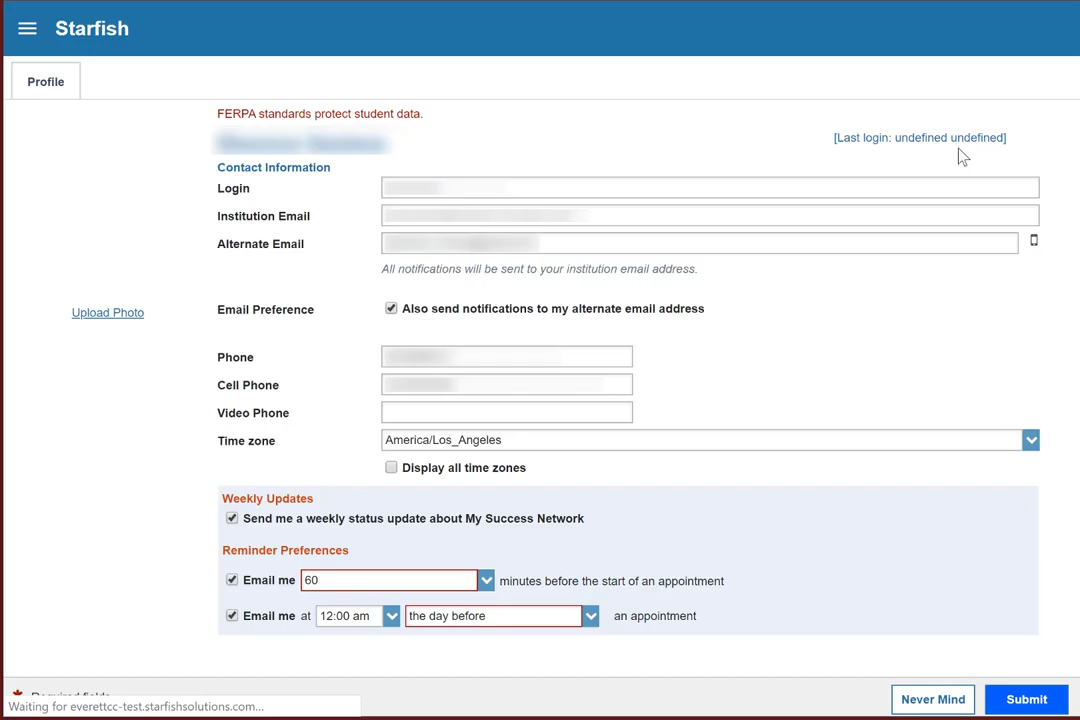 Starfish
Profile
FERPA standards protect student data.
[Last login: undefined undefined]
Contact Information
Login
Institution Email
Alternate Email
All notifications will be sent to your institution email address.
Upload Photo
Email Preference
Also send notifications to my alternate email address
Phone
Cell Phone
Video Phone
Time zone America/Los_Angeles
Display all time zones
Weekly Updates
Send me a weekly status update about My Success Network
Reminder Preferences
Email me 60 minutes before the start of an appointment
Email me at 12:00 am the day before an appointment
Required fields
Waiting for everettcc-test.starfishsolutions.com...
Never Mind Submit